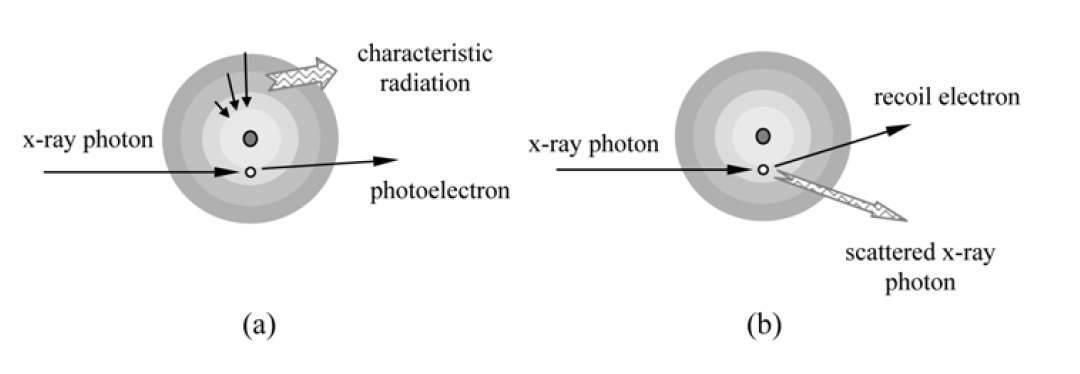 characteristic
radiation
x-ray photon
photoelectron
(a)
recoil electron
x-ray photon
scattered x-ray
photon
(b)